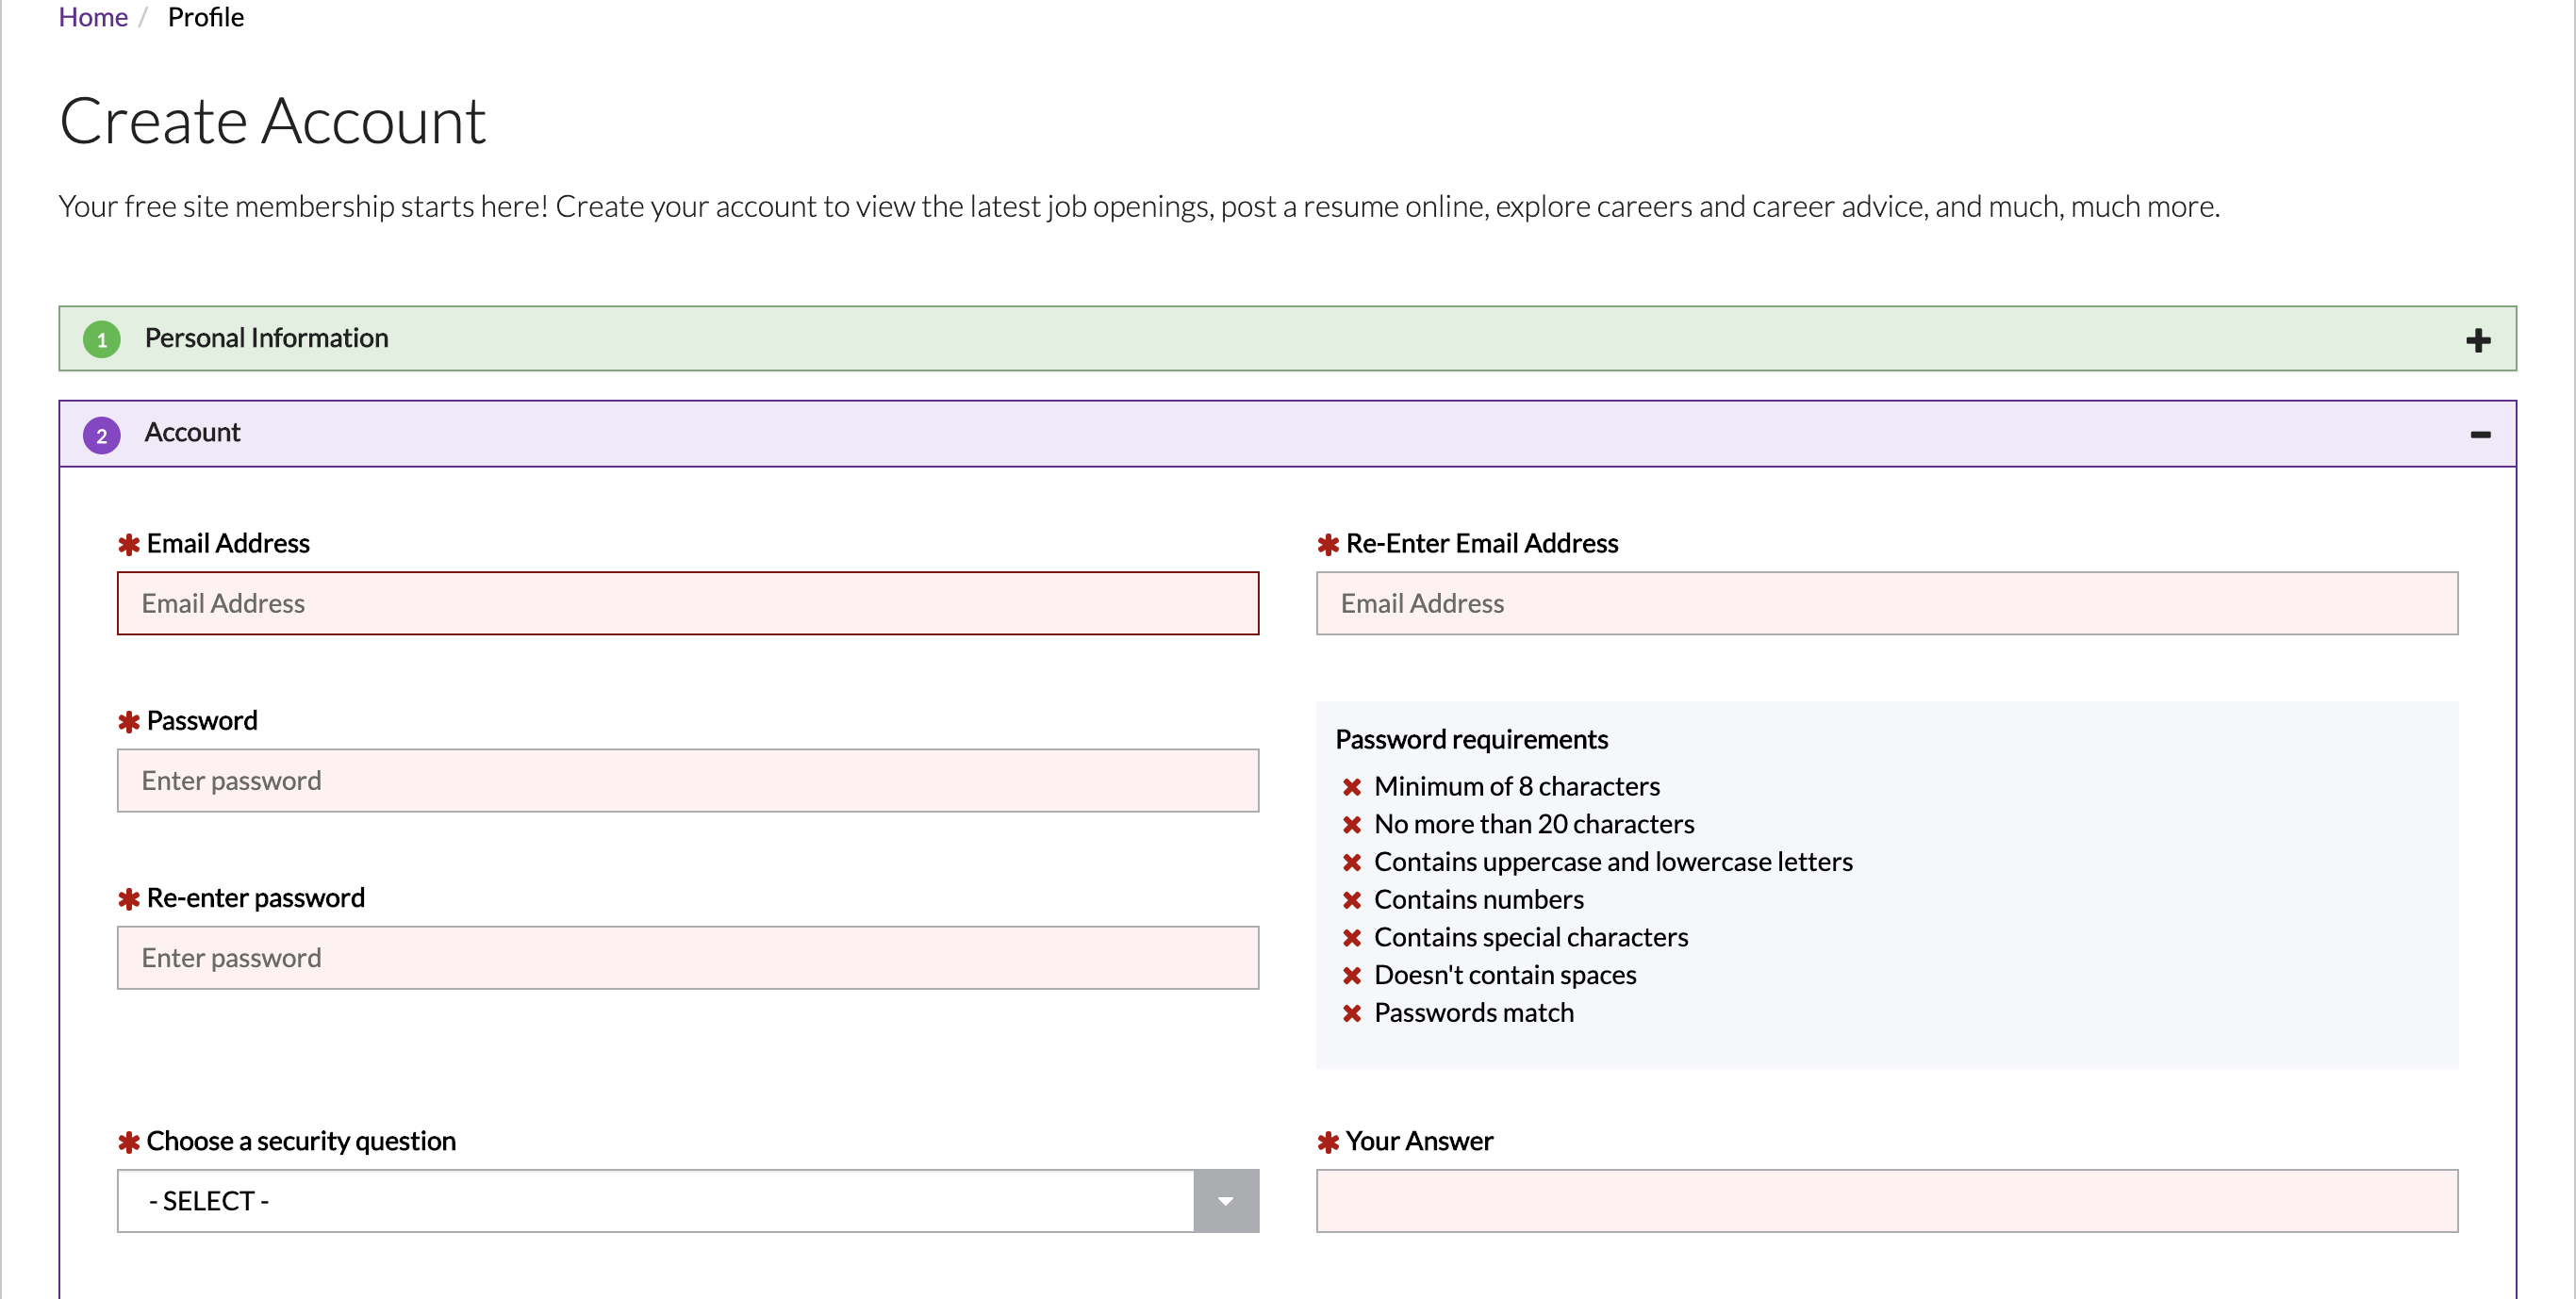 Home / Profile
Create Account
Your free site membership starts here! Create your account to view the latest job openings, post a resume online, explore careers and career advice, and much, much more.
1 Personal Information
2 Account
* Email Address
Email Address
* Re-Enter Email Address
Email Address
* Password
Enter password
* Re-enter password
Enter password
Password requirements
Minimum of 8 characters
No more than 20 characters
Contains uppercase and lowercase letters
Contains numbers
Contains special characters
Doesn't contain spaces
Passwords match
* Choose a security question
- SELECT -
* Your Answer